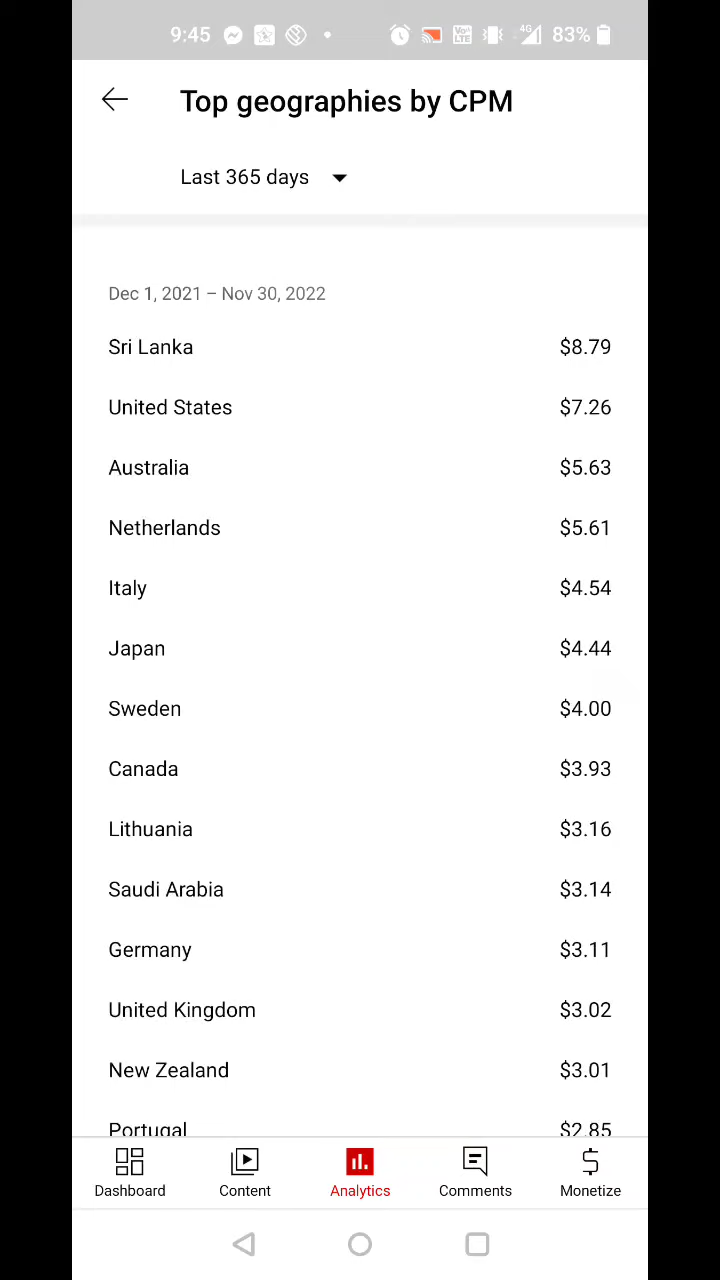 9:45 Vo)) LTE 4G 83%
Top geographies by CPM
Last 365 days
Dec 1, 2021 – Nov 30, 2022
Sri Lanka $8.79
United States $7.26
Australia $5.63
Netherlands $5.61
Italy $4.54
Japan $4.44
Sweden $4.00
Canada $3.93
Lithuania $3.16
Saudi Arabia $3.14
Germany $3.11
United Kingdom $3.02
New Zealand $3.01
Portugal $2.85
Dashboard Content Analytics Comments Monetize